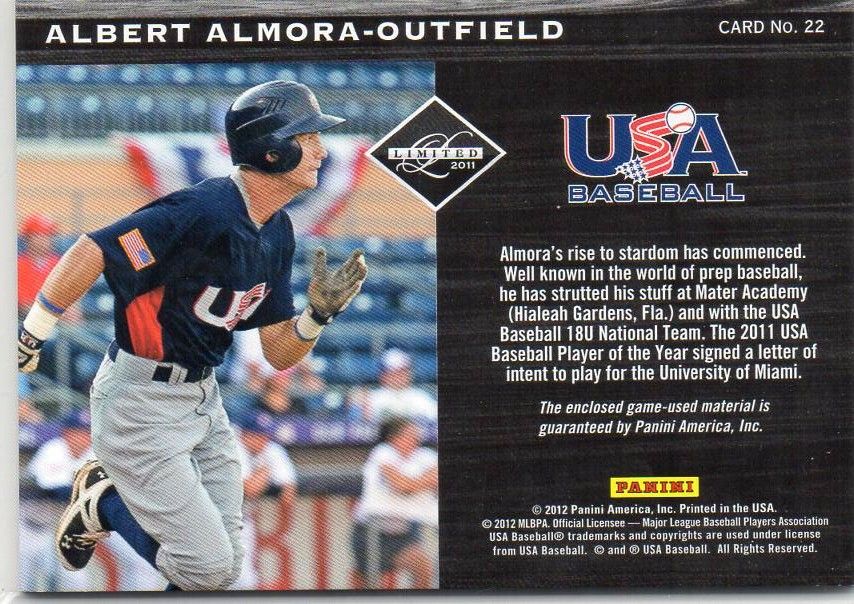 ALBERT ALMORA-OUTFIELD
CARD No. 22
L
LIMITED
2011
USA
BASEBALL
US
Almora's rise to stardom has commenced.
Well known in the world of prep baseball,
he has strutted his stuff at Mater Academy
(Hialeah Gardens, Fla.) and with the USA
Baseball 18U National Team. The 2011 USA
Baseball Player of the Year signed a letter of
intent to play for the University of Miami.
The enclosed game-used material is
guaranteed by Panini America, Inc.
PANINI
© 2012 Panini America, Inc. Printed in the USA.
© 2012 MLBPA. Official Licensee — Major League Baseball Players Association
USA Baseball® trademarks and copyrights are used under license
from USA Baseball. © and ® USA Baseball. All Rights Reserved.